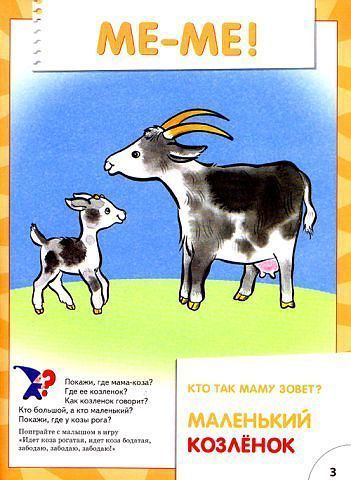 МЕ-МЕ!
?
Покажи, где мама-коза?
Где ее козленок?
Как козленок говорит?
Кто большой, а кто маленький?
Покажи, где у козы рога?
Поиграйте с малышом в игру
«Идет коза рогатая, идет коза бодатая,
забодаю, забодаю, забодаю!»
КТО ТАК МАМУ ЗОВЕТ?
МАЛЕНЬКИЙ
КОЗЛЁНОК
3